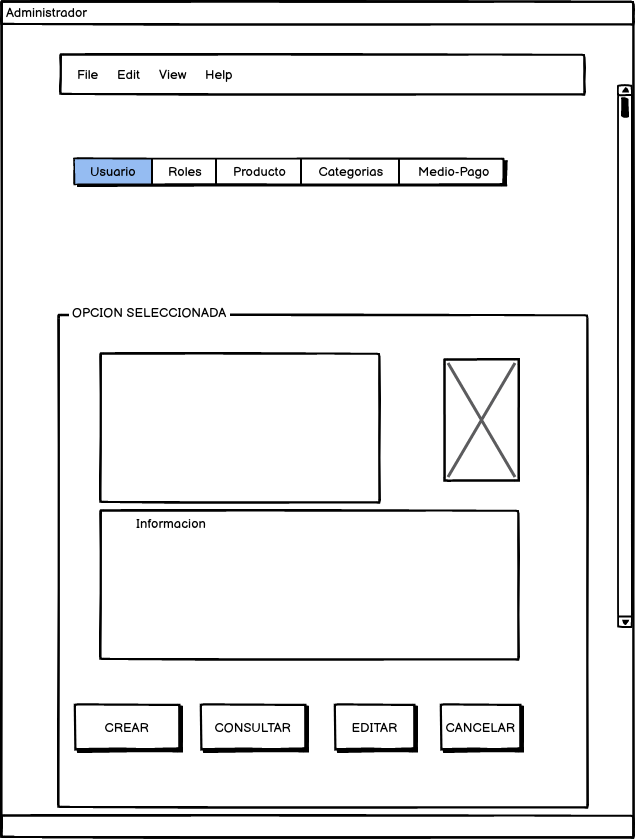 Administrador
File Edit View Help
Usuario Roles Producto Categorias Medio-Pago
OPCION SELECCIONADA
Informacion
CREAR CONSULTAR EDITAR CANCELAR